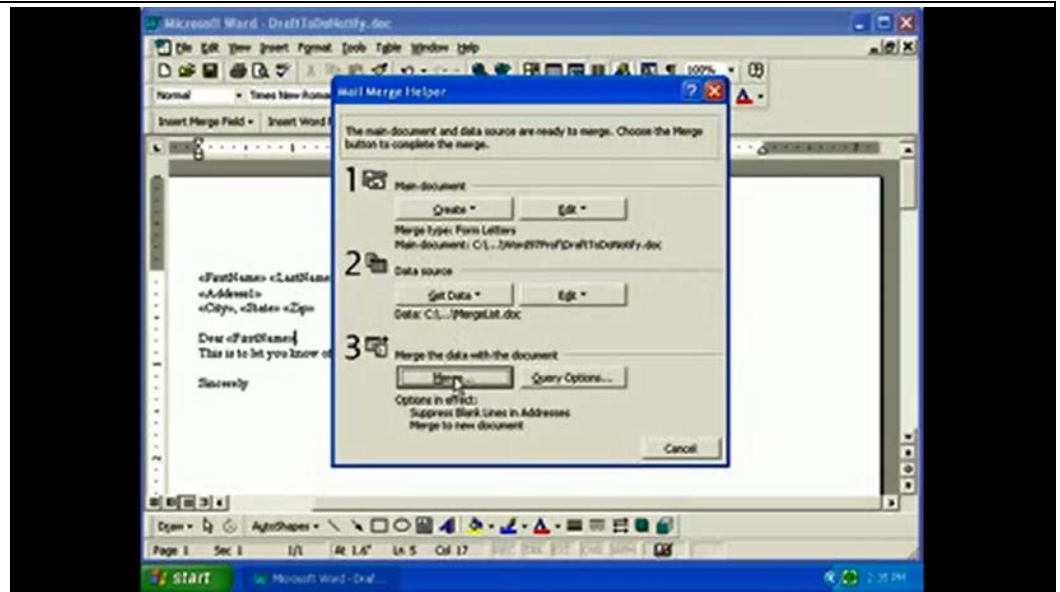 Microsoft Word - DraftToDoNotify.doc
File Edit View Insert Format Tools Table Window Help
100%
Normal Times New Roma
Insert Merge Field Insert Word
Mail Merge Helper
The main document and data source are ready to merge. Choose the Merge
button to complete the merge.
1 Main document
Create Edit
Merge type: Form Letters
Main document: C:\...\Word97Prof\DraftToDoNotify.doc
2 Data source
Get Data Edit
Data: C:\...\MergeList.doc
3 Merge the data with the document
Merge... Query Options...
Options in effect:
Suppress Blank Lines in Addresses
Merge to new document
Cancel
«FirstName» «LastName
«Address1»
«City», «State» «Zip»
Dear «FirstName»,
This is to let you know of
Sincerely
Draw AutoShapes
Page 1 Sec 1 1/1 At 1.6" Ln 5 Col 17
start Microsoft Word - Draf... 2:35 PM